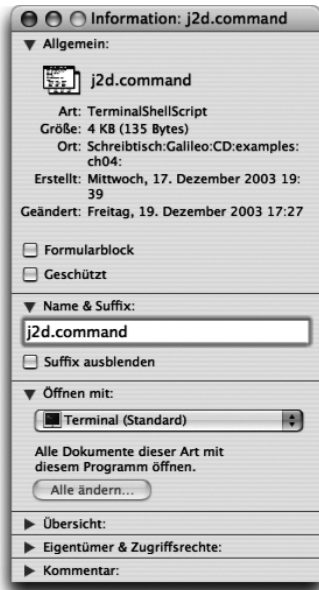 Information: j2d.command
Allgemein:
j2d.command
Art: TerminalShellScript
Größe: 4 KB (135 Bytes)
Ort: Schreibtisch:Galileo:CD:examples:
ch04:
Erstellt: Mittwoch, 17. Dezember 2003 19:
39
Geändert: Freitag, 19. Dezember 2003 17:27
Formularblock
Geschützt
Name & Suffix:
j2d.command
Suffix ausblenden
Öffnen mit:
Terminal (Standard)
Alle Dokumente dieser Art mit
diesem Programm öffnen.
Alle ändern...
Übersicht:
Eigentümer & Zugriffsrechte:
Kommentar: